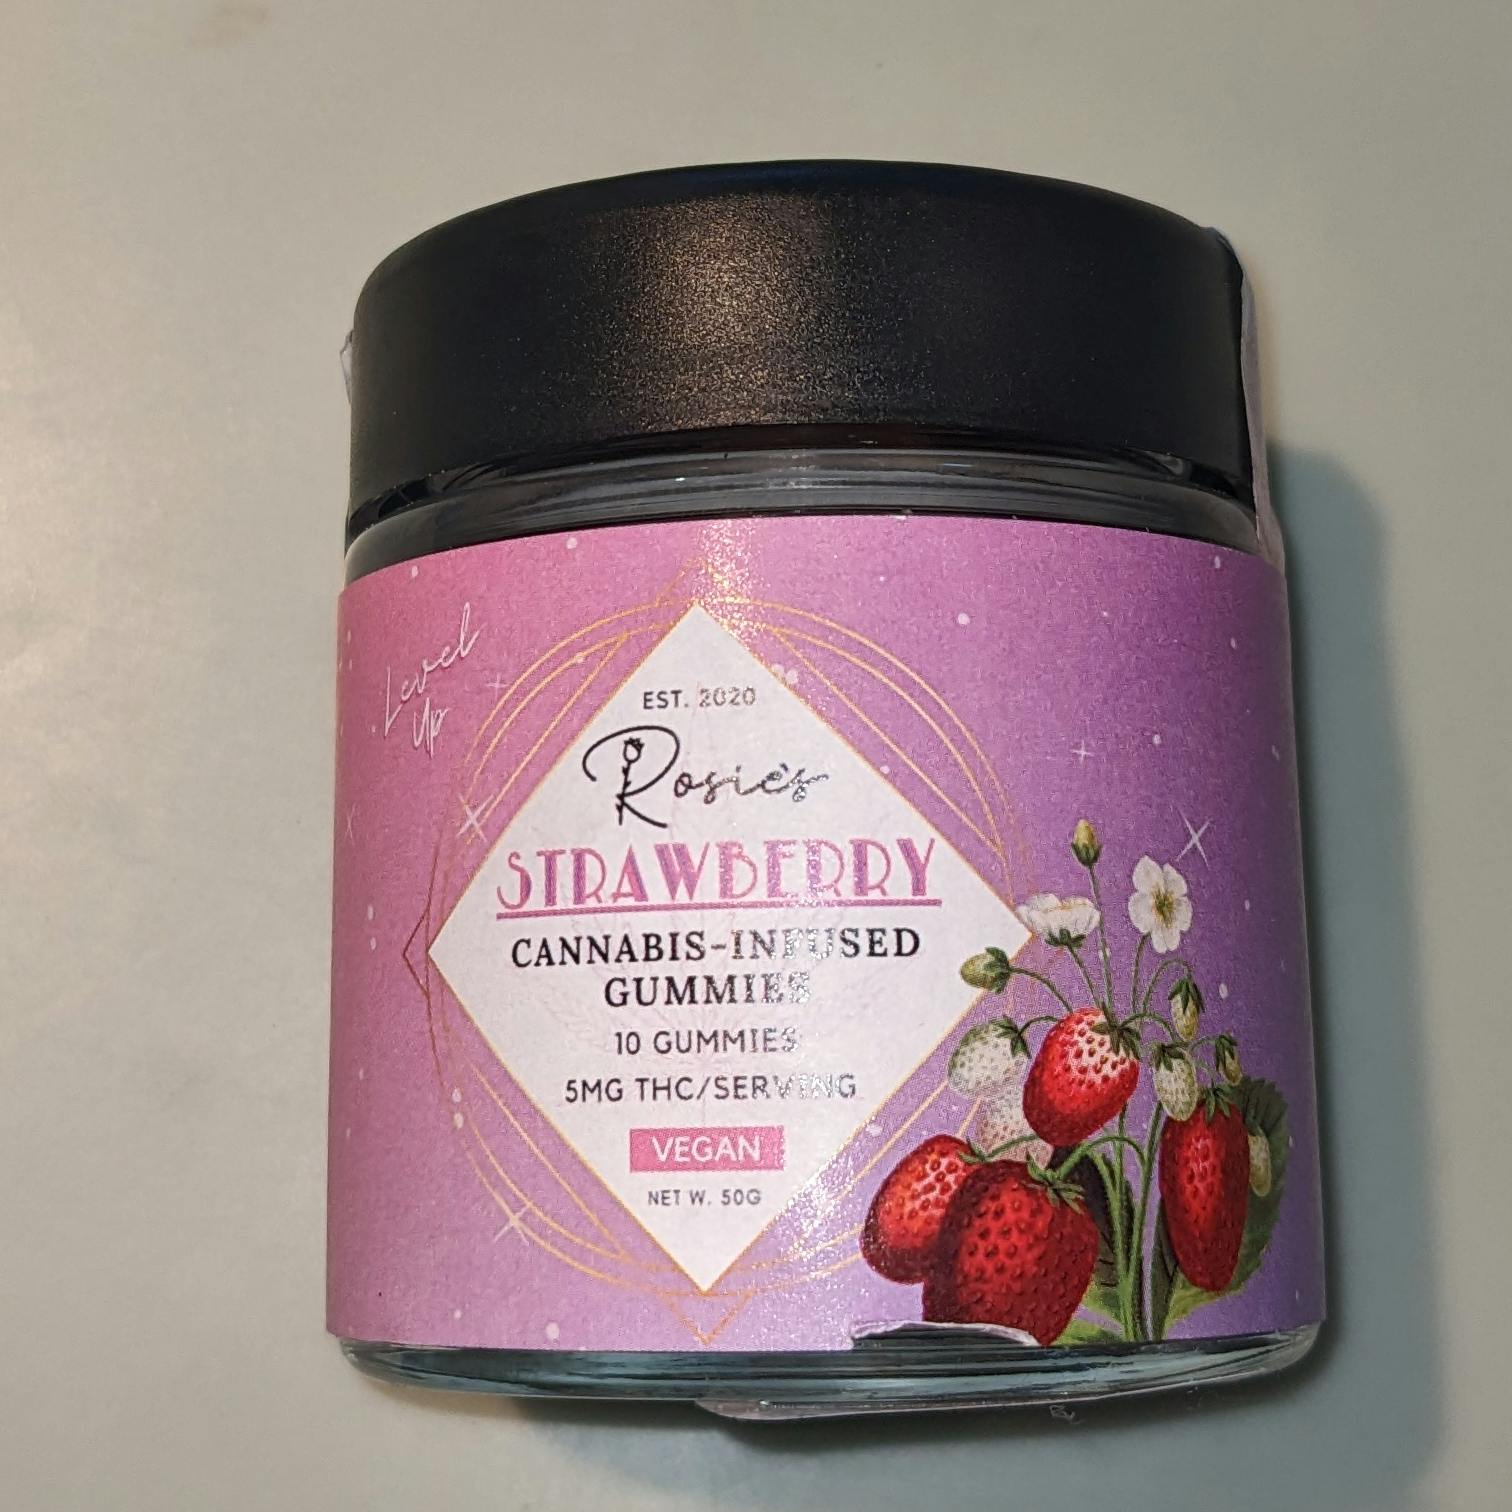 Level
Up
EST. 2020
Rosie's
STRAWBERRY
CANNABIS-INFUSED
GUMMIES
10 GUMMIES
5MG THC/SERVING
VEGAN
NET W. 50G